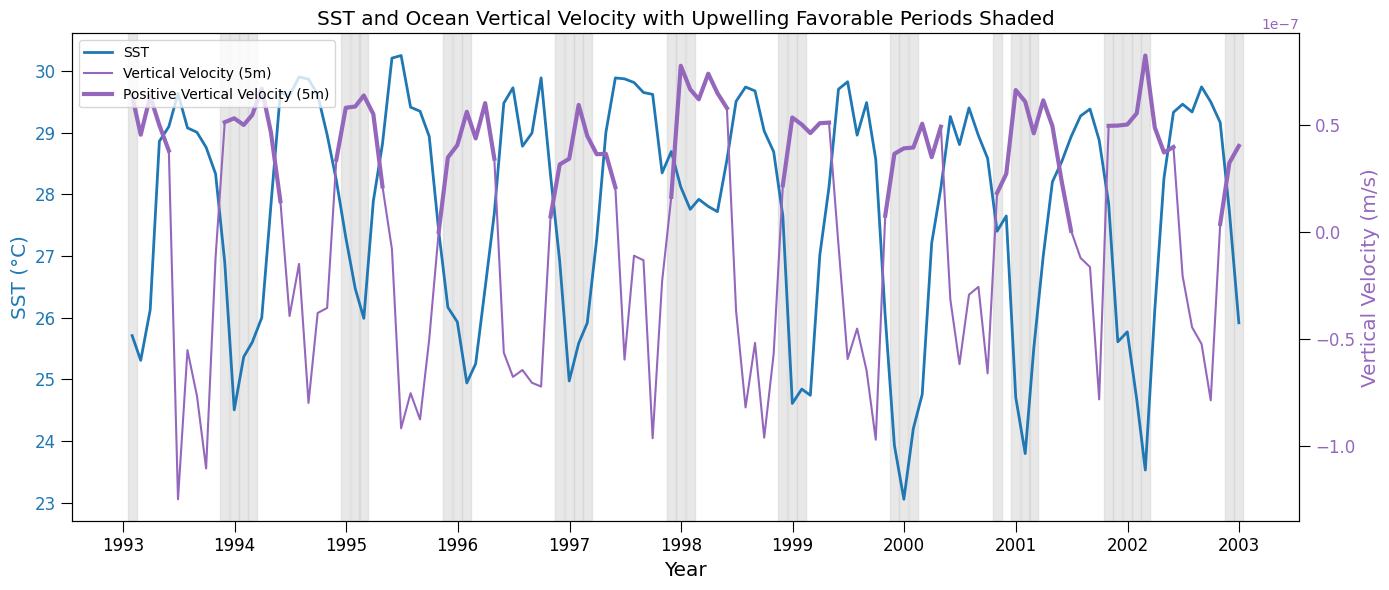 SST and Ocean Vertical Velocity with Upwelling Favorable Periods Shaded
1e−7
SST
Vertical Velocity (5m)
Positive Vertical Velocity (5m)
30
29
28
27
26
25
24
23
SST (°C)
0.5
0.0
−0.5
−1.0
Vertical Velocity (m/s)
1993 1994 1995 1996 1997 1998 1999 2000 2001 2002 2003
Year